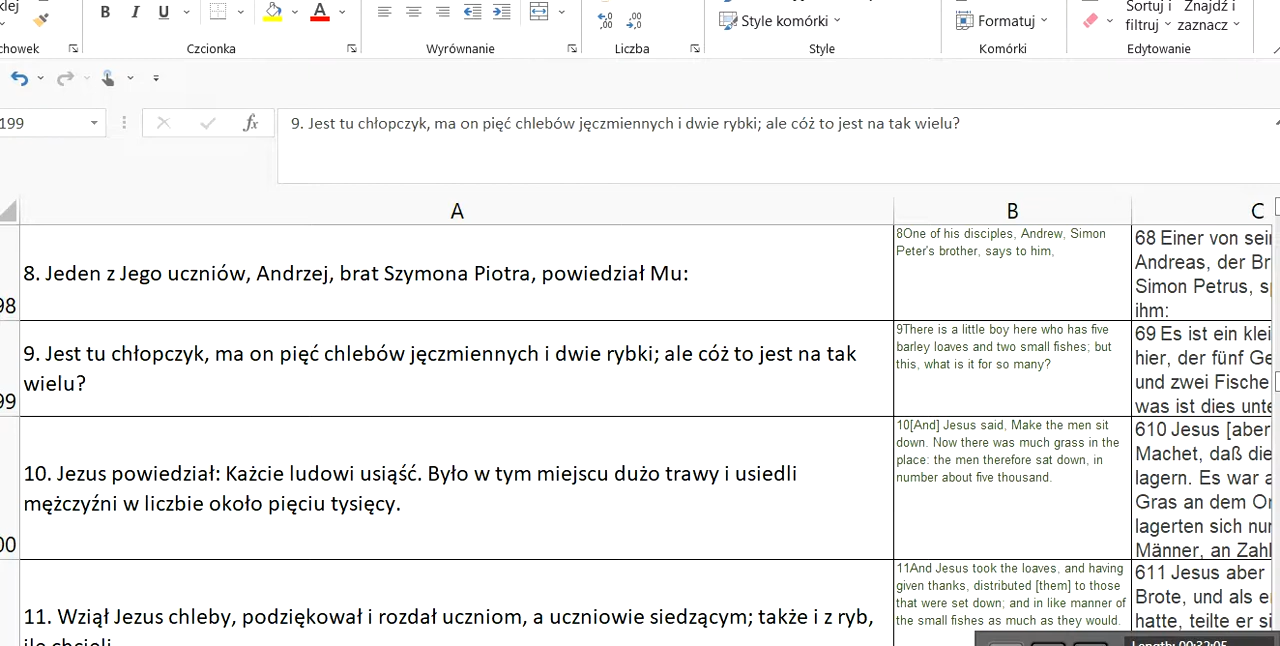 B I U A
Style komórki
Formatuj
Sortuj i Znajdź i
filtruj zaznacz
Czcionka Wyrównanie Liczba Style Komórki Edytowanie
199 fx 9. Jest tu chłopczyk, ma on pięć chlebów jęczmiennych i dwie rybki; ale cóż to jest na tak wielu?
A B C
8. Jeden z Jego uczniów, Andrzej, brat Szymona Piotra, powiedział Mu:
8One of his disciples, Andrew, Simon
Peter's brother, says to him,
68 Einer von
Andreas, der
Simon Petrus,
ihm:
98
9. Jest tu chłopczyk, ma on pięć chlebów jęczmiennych i dwie rybki; ale cóż to jest na tak
wielu?
9There is a little boy here who has five
barley loaves and two small fishes; but
this, what is it for so many?
69 Es ist ein
hier, der fünf
und zwei Fische
was ist dies
99
10. Jezus powiedział: Każcie ludowi usiąść. Było w tym miejscu dużo trawy i usiedli
mężczyźni w liczbie około pięciu tysięcy.
10[And] Jesus said, Make the men sit
down. Now there was much grass in the
place: the men therefore sat down, in
number about five thousand.
610 Jesus [aber
Machet, daß die
lagern. Es war
Gras an dem
lagerten sich
Männer, an
00
11. Wziął Jezus chleby, podziękował i rozdał uczniom, a uczniowie siedzącym; także i z ryb,
ile chcieli
11And Jesus took the loaves, and having
given thanks, distributed [them] to those
that were set down; and in like manner of
the small fishes as much as they would.
611 Jesus aber
Brote, und als
hatte, teilte er
Length: 00:32:05